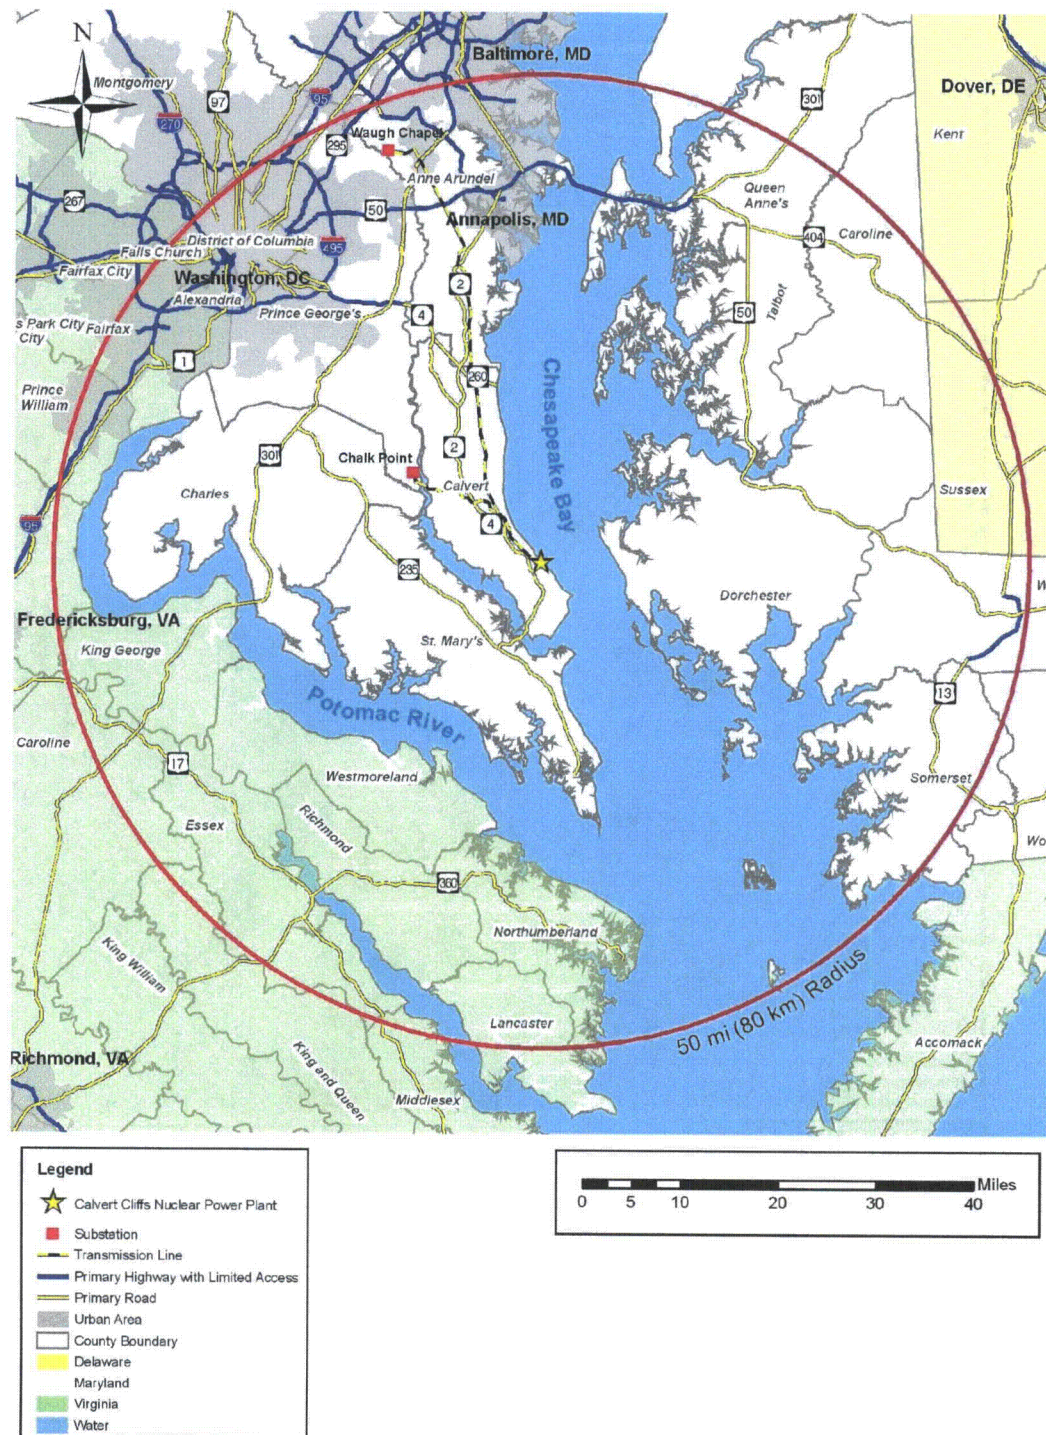 N
Baltimore, MD
Montgomery
97
95
270
301
Dover, DE
Kent
Waugh Chapel
295
Anne Arundel
267
50
Annapolis, MD
Queen
Anne's
404
Caroline
District of Columbia
Falls Church
495
Fairfax City
Washington, DC
Alexandria
2
Prince George's
4
50
Talbot
s Park City
City
Fairfax
1
260
Chesapeake Bay
Prince
William
301
2
Chalk Point
Calvert
Charles
Sussex
95
4
235
Dorchester
W
Fredericksburg, VA
King George
St. Mary's
Potomac River
13
Caroline
17
Westmoreland
Somerset
Essex
Richmond
Wo
360
Northumberland
King William
50 mi (80 km) Radius
Lancaster
Accomack
Richmond, VA
King and Queen
Middlesex
Legend
Calvert Cliffs Nuclear Power Plant
Substation
Transmission Line
Primary Highway with Limited Access
Primary Road
Urban Area
County Boundary
Delaware
Maryland
Virginia
Water
Miles
0 5 10 20 30 40